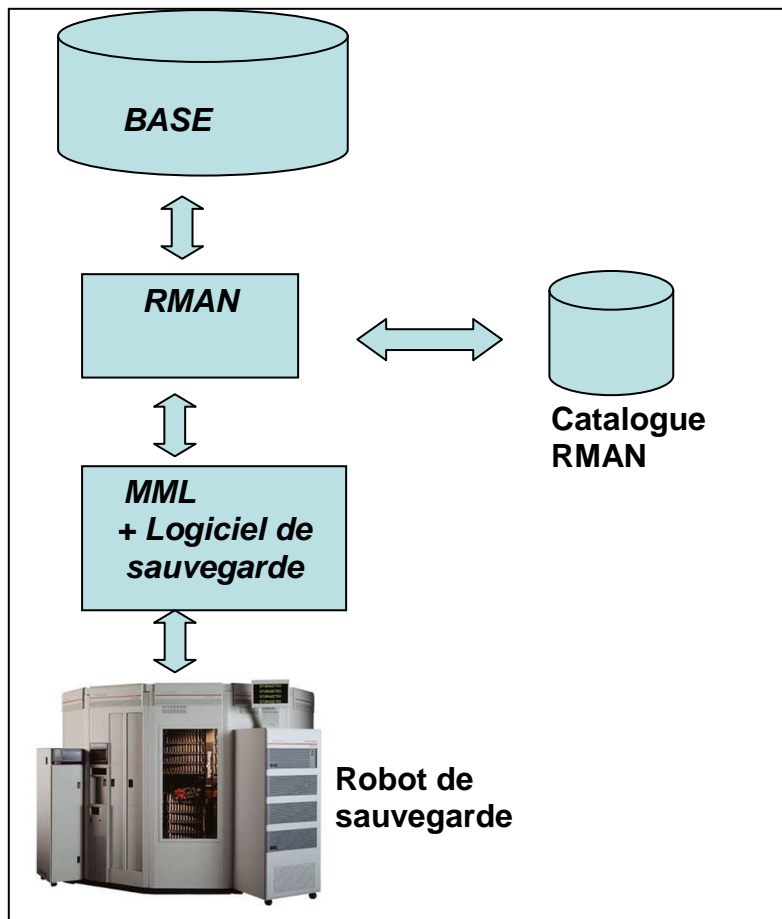 BASE
RMAN
Catalogue
RMAN
MML
+ Logiciel de
sauvegarde
Robot de
sauvegarde